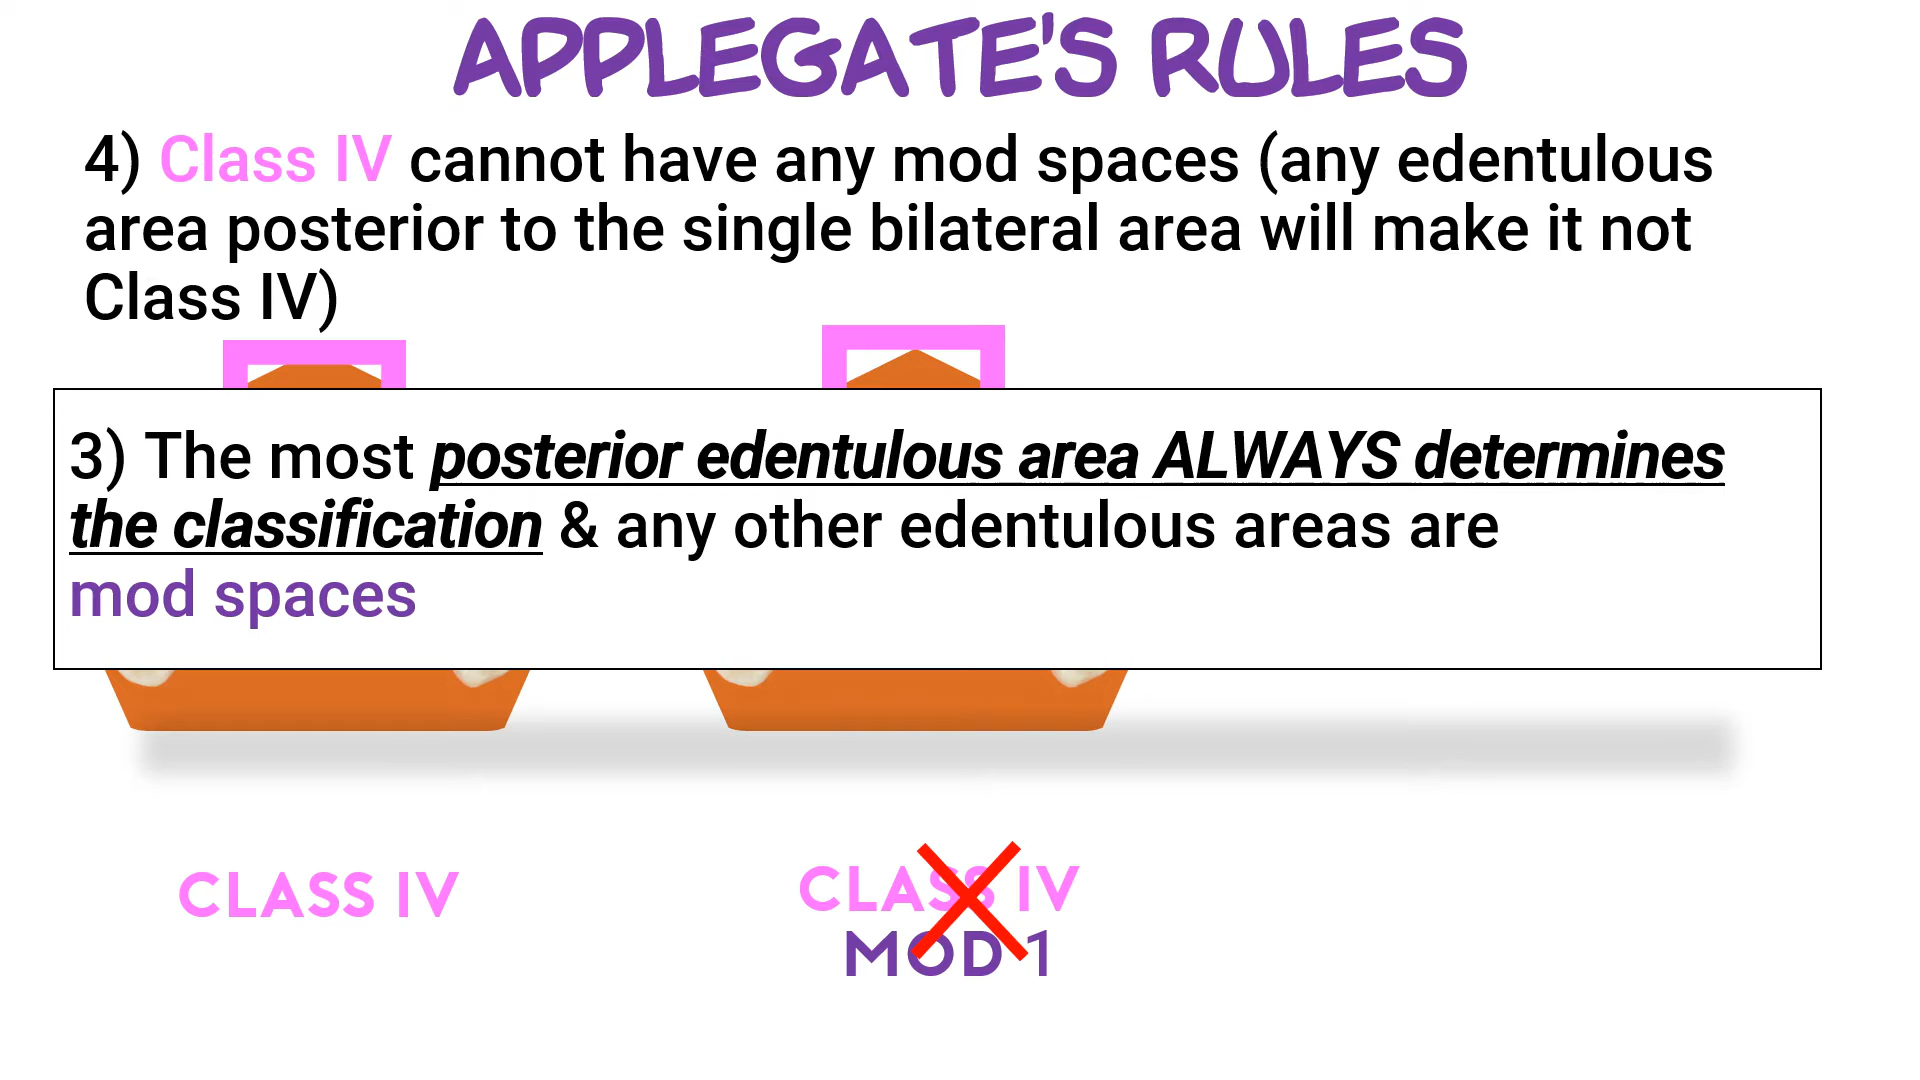 APPLEGATE'S RULES
4) Class IV cannot have any mod spaces (any edentulous
area posterior to the single bilateral area will make it not
Class IV)
3) The most posterior edentulous area ALWAYS determines
the classification & any other edentulous areas are
mod spaces
CLASS IV
CLASS IV
MOD 1